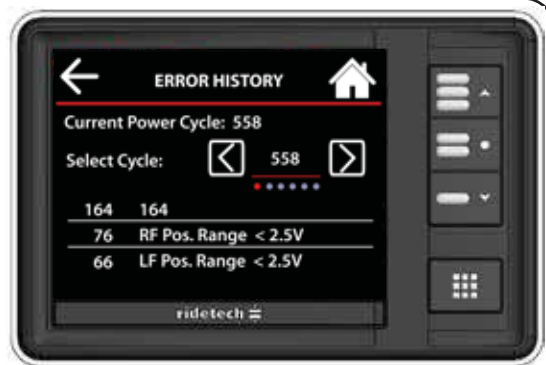 ERROR HISTORY
Current Power Cycle: 558
Select Cycle: 558
164 164
76 RF Pos. Range < 2.5V
66 LF Pos. Range < 2.5V
ridetech